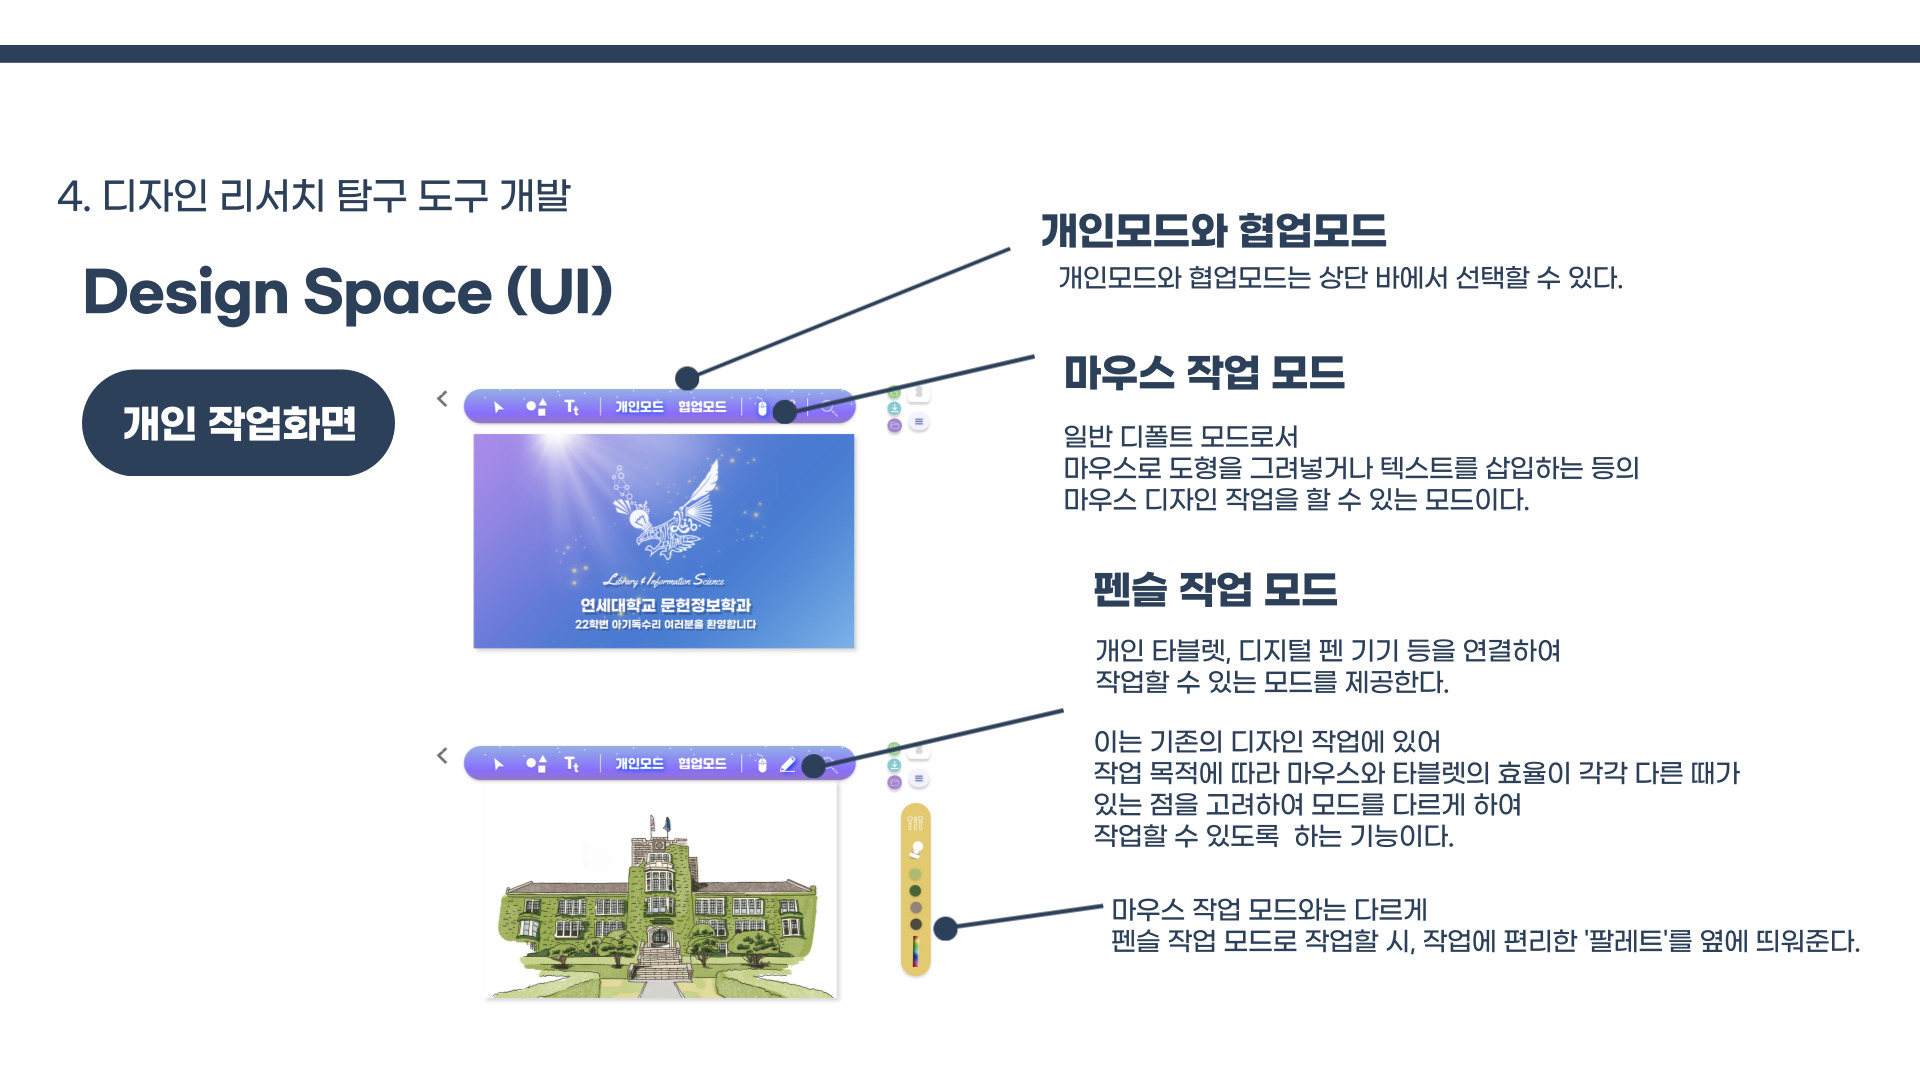 4. 디자인 리서치 탐구 도구 개발
Design Space (UI)
개인 작업화면
Tt
개인모드 협업모드
Library & Information Science
연세대학교 문헌정보학과
22학번 아기독수리 여러분을 환영합니다
Tt
개인모드 협업모드
개인모드와 협업모드
개인모드와 협업모드는 상단 바에서 선택할 수 있다.
마우스 작업 모드
일반 디폴트 모드로서
마우스로 도형을 그려넣거나 텍스트를 삽입하는 등의
마우스 디자인 작업을 할 수 있는 모드이다.
펜슬 작업 모드
개인 타블렛, 디지털 펜 기기 등을 연결하여
작업할 수 있는 모드를 제공한다.
이는 기존의 디자인 작업에 있어
작업 목적에 따라 마우스와 타블렛의 효율이 각각 다른 때가
있는 점을 고려하여 모드를 다르게 하여
작업할 수 있도록  하는 기능이다.
마우스 작업 모드와는 다르게
펜슬 작업 모드로 작업할 시, 작업에 편리한 '팔레트'를 옆에 띄워준다.